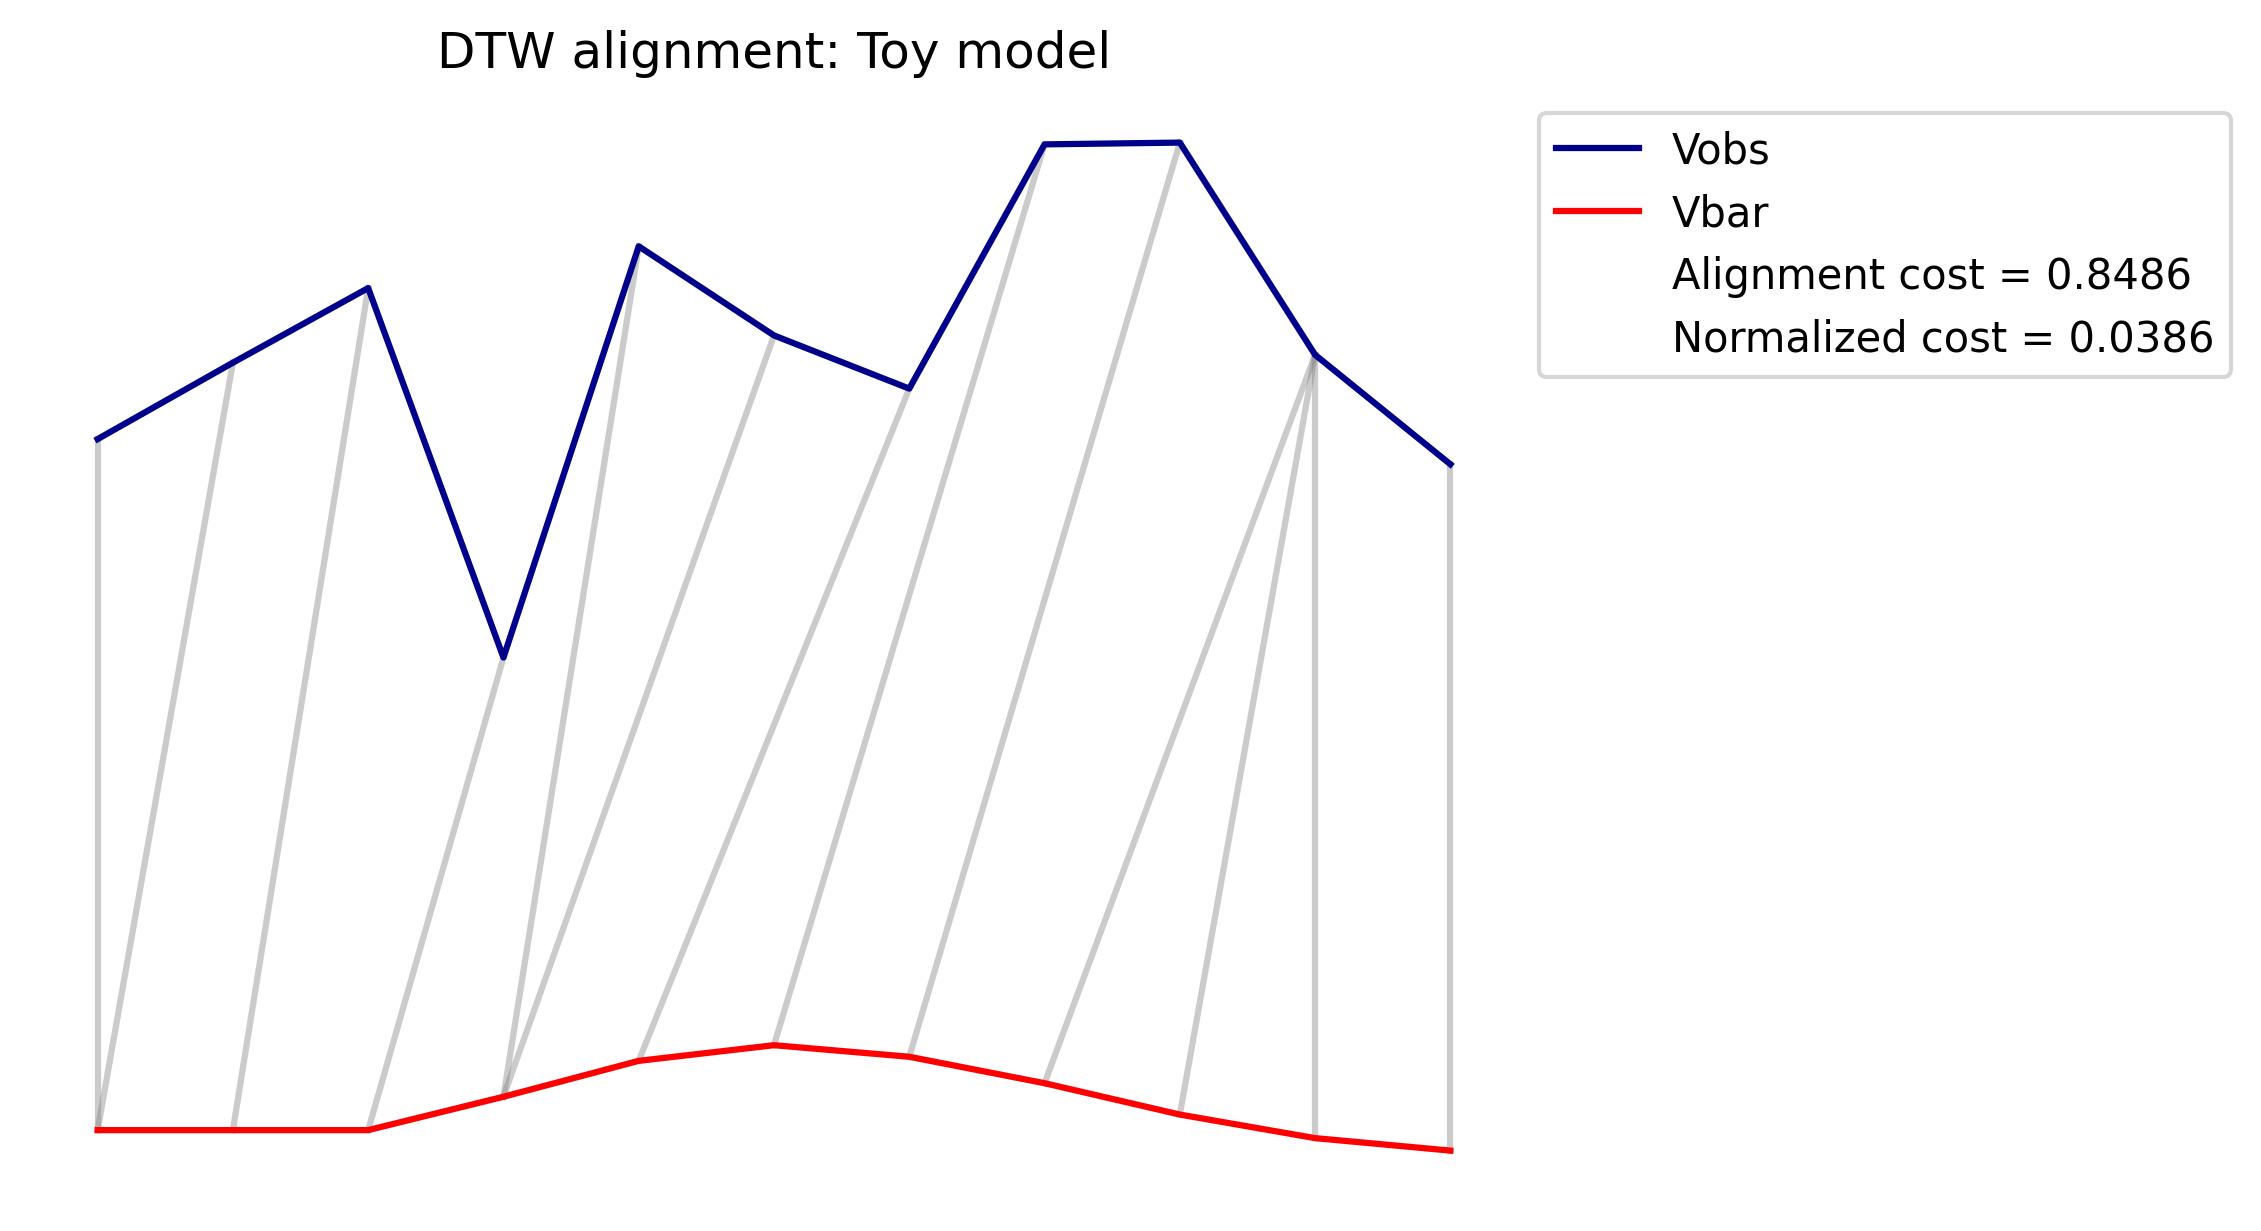 DTW alignment: Toy model
Vobs
Vbar
Alignment cost = 0.8486
Normalized cost = 0.0386